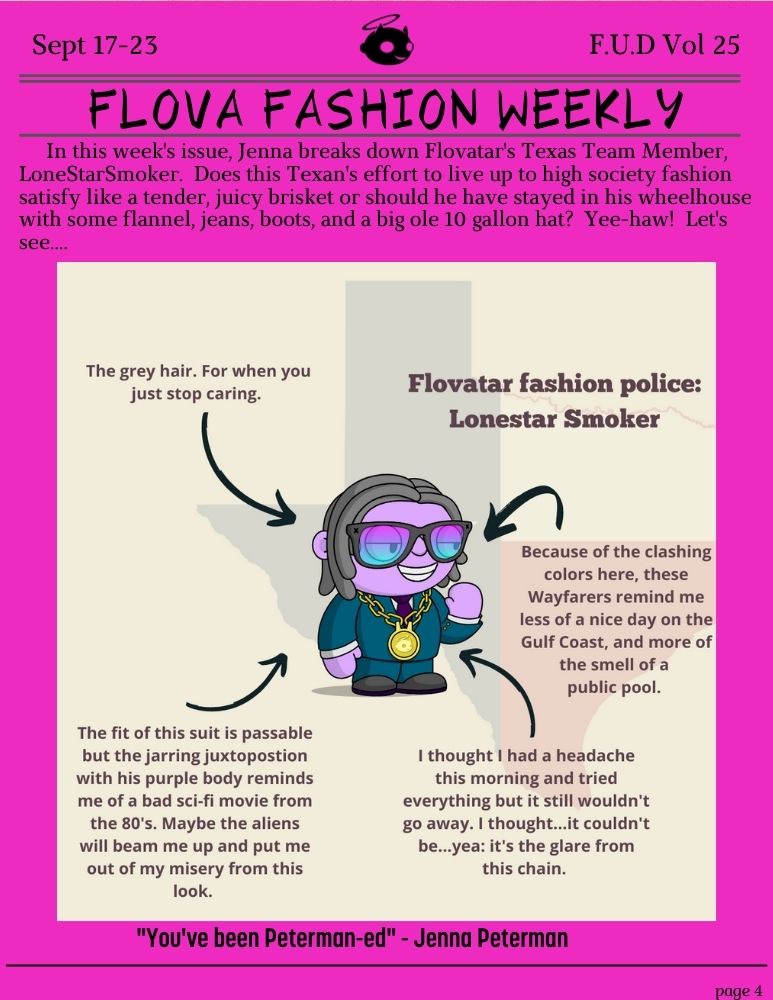 Sept 17-23
F.U.D Vol 25
FLOVA FASHION WEEKLY
In this week's issue, Jenna breaks down Flovatar's Texas Team Member,
LoneStarSmoker. Does this Texan's effort to live up to high society fashion
satisfy like a tender, juicy brisket or should he have stayed in his wheelhouse
with some flannel, jeans, boots, and a big ole 10 gallon hat? Yee-haw! Let's
see....
The grey hair. For when you
just stop caring.
Flovatar fashion police:
Lonestar Smoker
Because of the clashing
colors here, these
Wayfarers remind me
less of a nice day on the
Gulf Coast, and more of
the smell of a
public pool.
The fit of this suit is passable
but the jarring juxtopostion
with his purple body reminds
me of a bad sci-fi movie from
the 80's. Maybe the aliens
will beam me up and put me
out of my misery from this
look.
I thought I had a headache
this morning and tried
everything but it still wouldn't
go away. I thought...it couldn't
be...yea: it's the glare from
this chain.
"You've been Peterman-ed" - Jenna Peterman
page 4